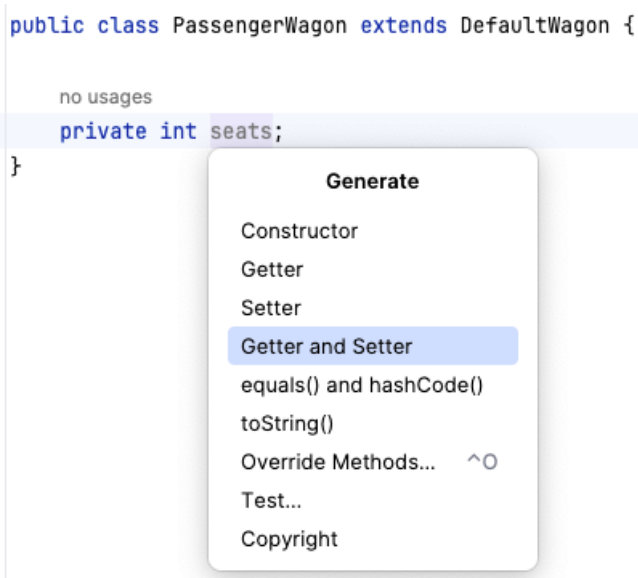 public class PassengerWagon extends DefaultWagon {
no usages
private int seats;
}
Generate
Constructor
Getter
Setter
Getter and Setter
equals() and hashCode()
toString()
Override Methods... ^O
Test...
Copyright